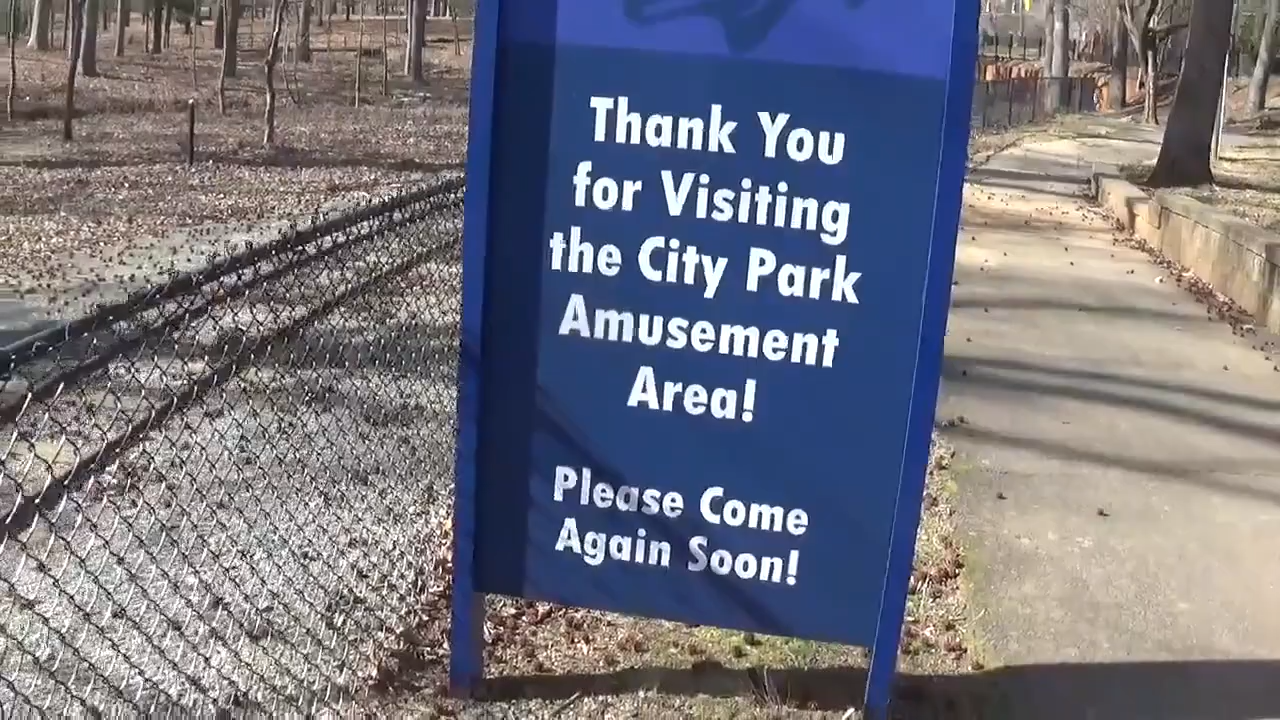 Thank You
for Visiting
the City Park
Amusement
Area!
Please Come
Again Soon!